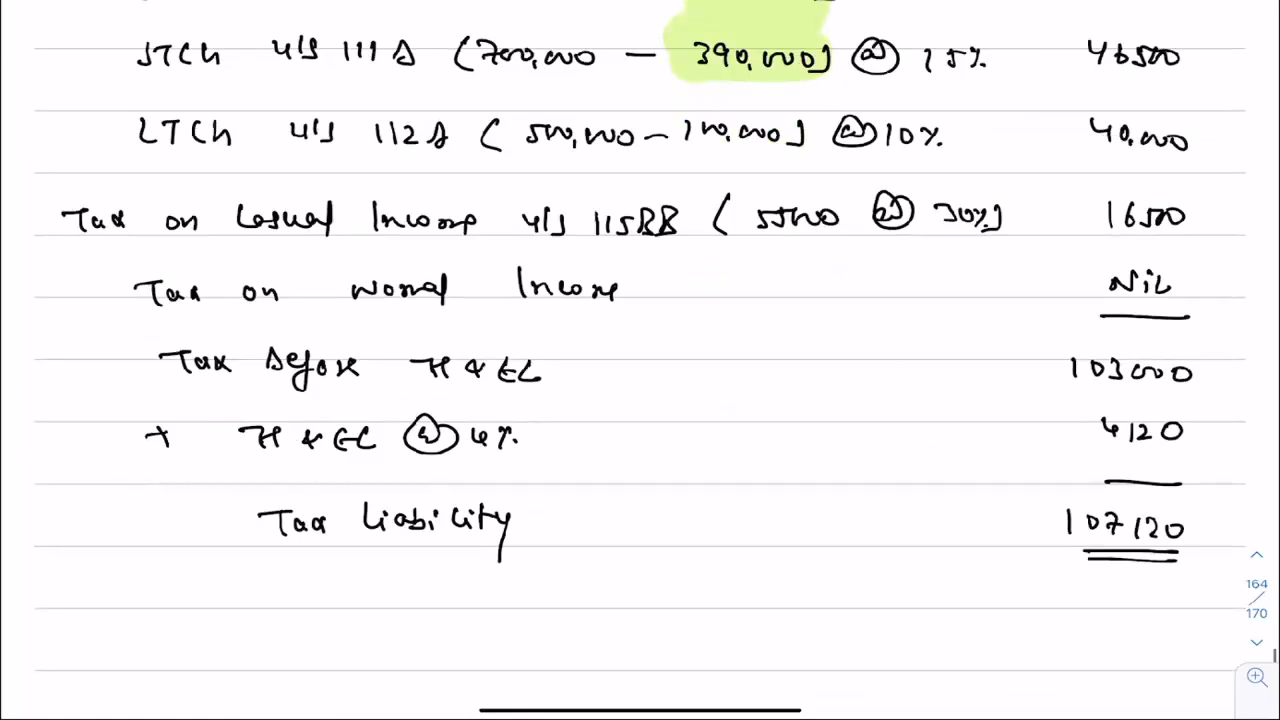 STCG u/s 111A (700,000 — 390,000) @ 15% 46500
LTCG u/s 112A (500,000 – 100,000) @ 10% 40,000
Tax on Casual Income u/s 115BB (55000 @ 30%) 16500
Tax on Normal Income Nil
Tax Before H & EC 103000
+ H & EC @ 4% 4120
Tax liability 107120
164
170